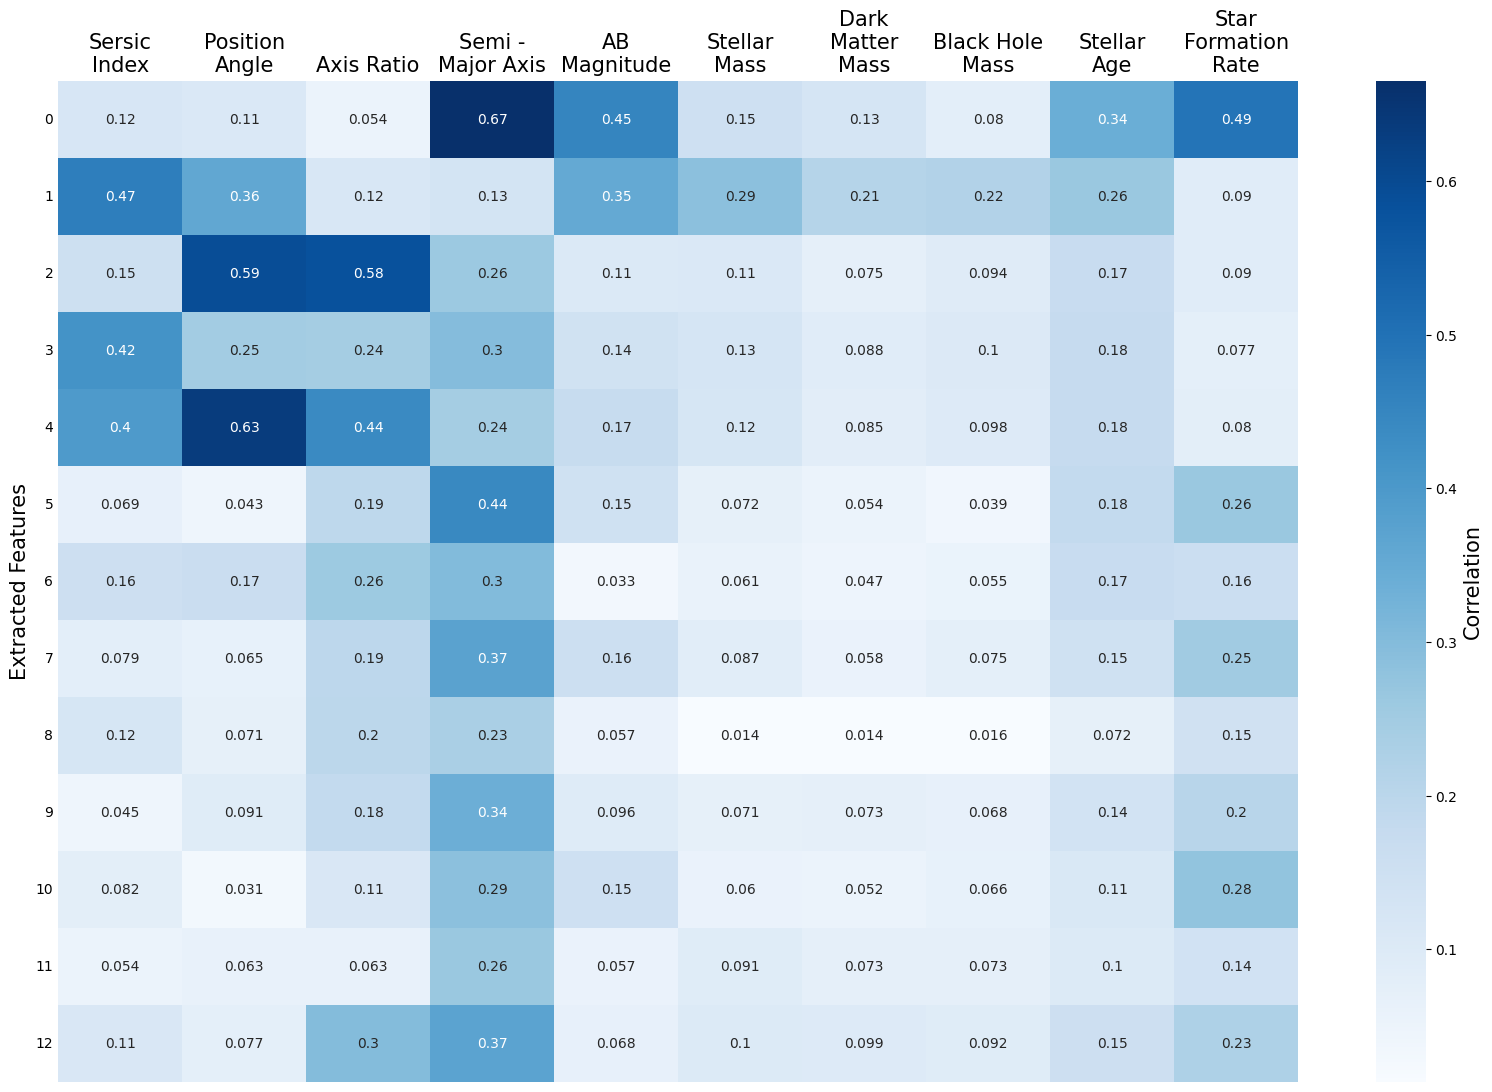 Sersic Index
Position Angle
Axis Ratio
Semi - Major Axis
AB Magnitude
Stellar Mass
Dark Matter Mass
Black Hole Mass
Stellar Age
Star Formation Rate
0 0.12 0.11 0.054 0.67 0.45 0.15 0.13 0.08 0.34 0.49
1 0.47 0.36 0.12 0.13 0.35 0.29 0.21 0.22 0.26 0.09
2 0.15 0.59 0.58 0.26 0.11 0.11 0.075 0.094 0.17 0.09
3 0.42 0.25 0.24 0.3 0.14 0.13 0.088 0.1 0.18 0.077
4 0.4 0.63 0.44 0.24 0.17 0.12 0.085 0.098 0.18 0.08
5 0.069 0.043 0.19 0.44 0.15 0.072 0.054 0.039 0.18 0.26
6 0.16 0.17 0.26 0.3 0.033 0.061 0.047 0.055 0.17 0.16
7 0.079 0.065 0.19 0.37 0.16 0.087 0.058 0.075 0.15 0.25
8 0.12 0.071 0.2 0.23 0.057 0.014 0.014 0.016 0.072 0.15
9 0.045 0.091 0.18 0.34 0.096 0.071 0.073 0.068 0.14 0.2
10 0.082 0.031 0.11 0.29 0.15 0.06 0.052 0.066 0.11 0.28
11 0.054 0.063 0.063 0.26 0.057 0.091 0.073 0.073 0.1 0.14
12 0.11 0.077 0.3 0.37 0.068 0.1 0.099 0.092 0.15 0.23
Extracted Features
0.6
0.5
0.4
0.3
0.2
0.1
Correlation